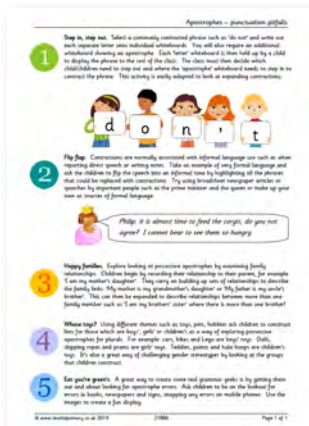 Apostrophes – punctuation pitfalls
1
Step in, step out. Select a commonly contracted phrase such as 'do not' and write out
each separate letter onto individual whiteboards. You will also require an additional
whiteboard showing an apostrophe. Each 'letter' whiteboard is then held up by a child
to display the phrase to the rest of the class. The class must then decide which
child/children need to step out and where the 'apostrophe' whiteboard needs to step in to
contract the phrase. This activity is easily adapted to look at expanding contractions.
d o n ' t
2
Flip flap. Contractions are normally associated with informal language use such as when
reporting direct speech or writing notes. Take an example of very formal language and
ask the children to flip the speech into an informal tone by highlighting all the phrases
that could be replaced with contractions. Try using broadsheet newspaper articles or
speeches by important people such as the prime minister and the queen or make up your
own as sources of formal language.
Philip, it is almost time to feed the corgis, do you not
agree? I cannot bear to see them so hungry.
3
Happy families. Explore looking at possessive apostrophes by examining family
relationships. Children begin by recording their relationship to their parents, for example
'I am my mother's daughter'. They carry on building up sets of relationships to describe
the family links. 'My mother is my grandmother's daughter' or 'My father is my uncle's
brother'. This can then be expanded to describe relationships between more than one
family member such as 'I am my brothers' sister' where there is more than one brother!
4
Whose toys? Using different themes such as toys, pets, hobbies ask children to construct
lists for those which are boys', girls' or children's as a way of exploring possessive
apostrophes for plurals. For example: cars, bikes and Legos are boys' toys. Dolls,
skipping ropes and prams are girls' toys. Teddies, paints and hula hoops are children's
toys. It's also a great way of challenging gender stereotypes by looking at the groups
that children construct.
5
Eat your green's. A great way to create some real grammar geeks is by getting them
out and about looking for apostrophe errors. Ask children to be on the lookout for
errors in books, newspapers and signs, snapping any errors on mobile phones. Use the
images to create a fun display.
© www.teachitprimary.co.uk 2014
21886
Page 1 of 1